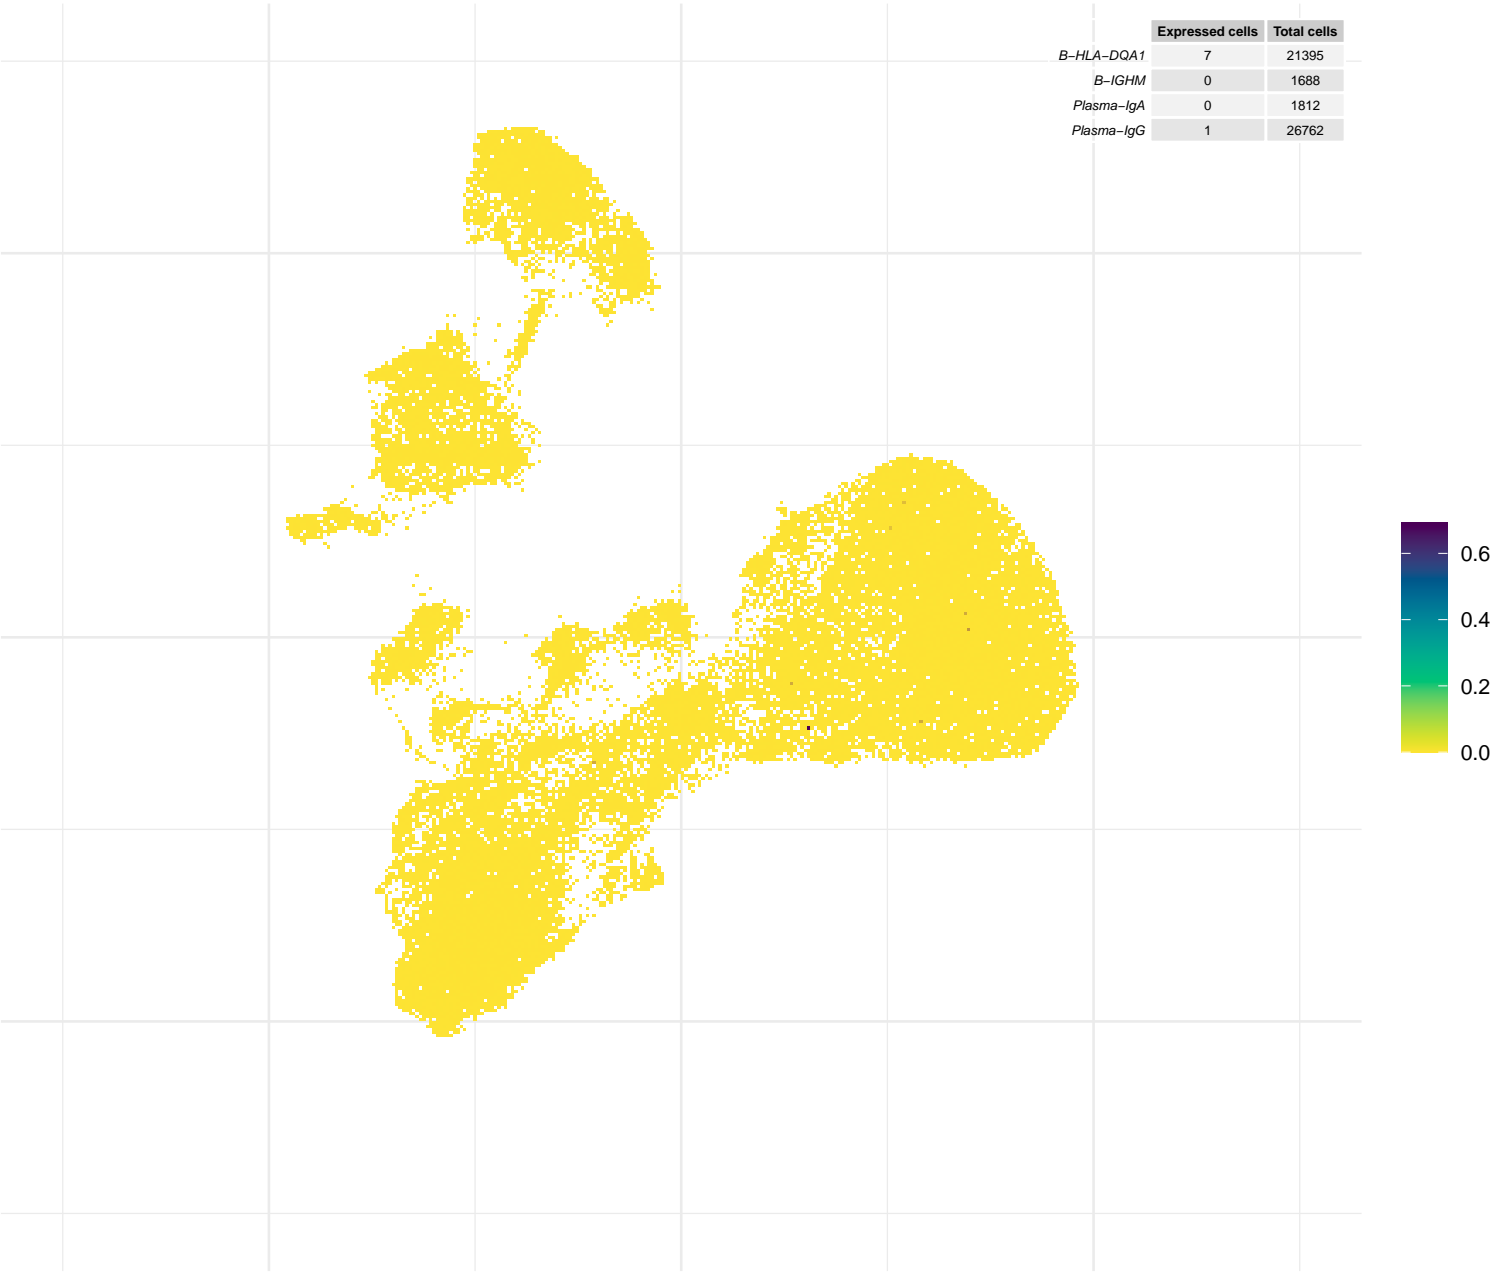 Expressed cells Total cells
B−HLA−DQA1 7 21395
B−IGHM 0 1688
Plasma−IgA 0 1812
Plasma−IgG 1 26762
0.6
0.4
0.2
0.0